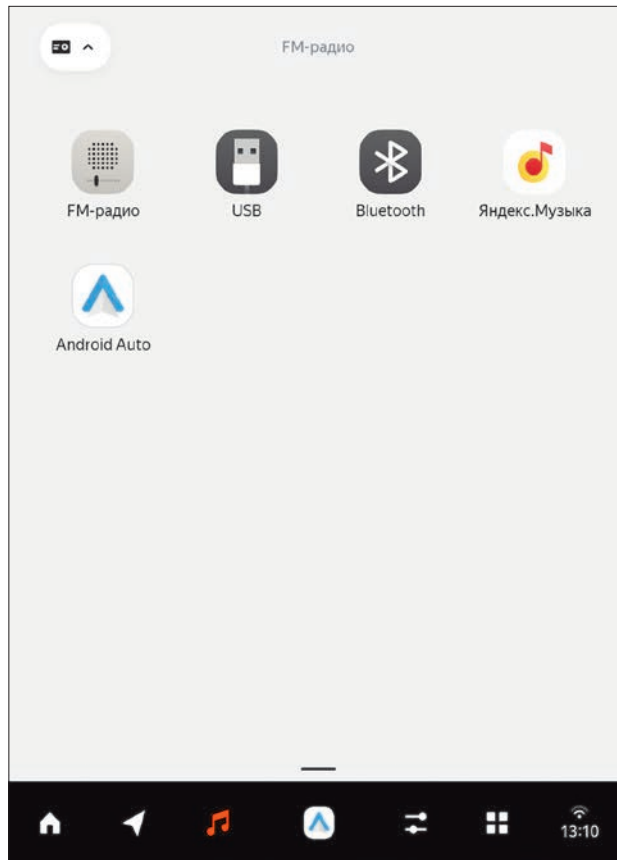 FM-радио
FM-радио
USB
Bluetooth
Яндекс.Музыка
Android Auto
13:10